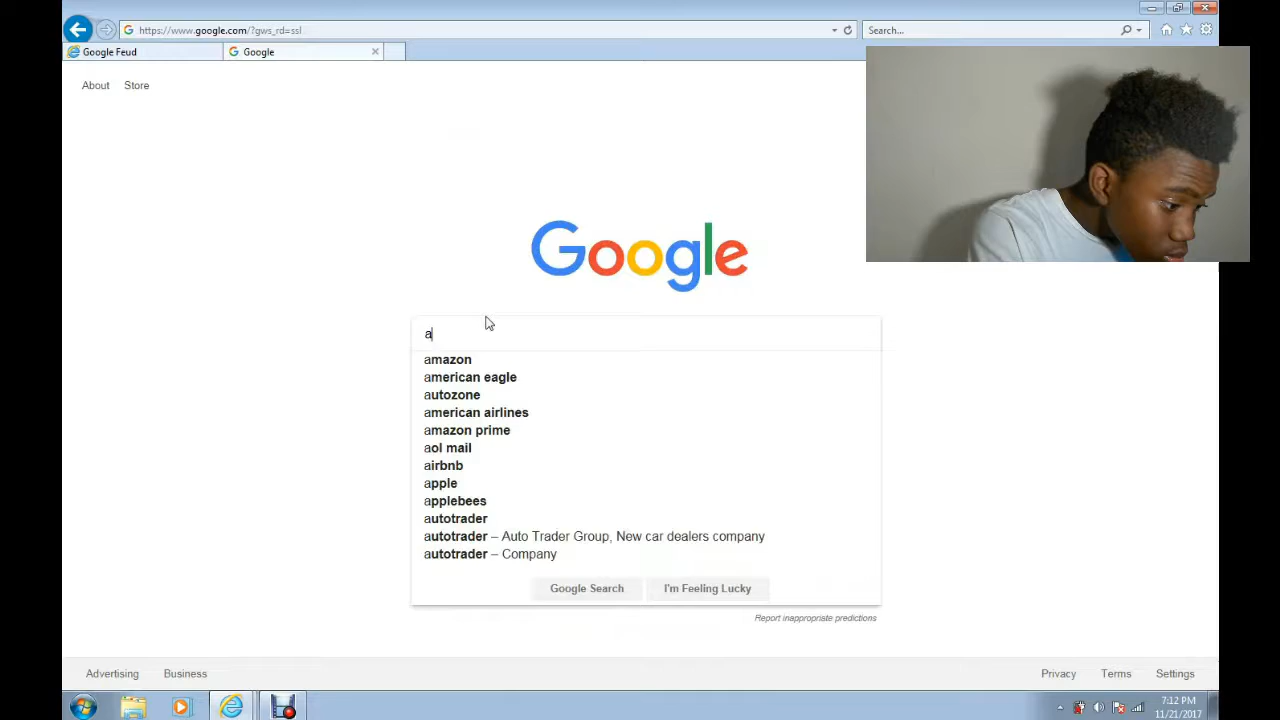 https://www.google.com/?gws_rd=ssl
Search...
Google Feud
Google
About
Store
Google
a
amazon
american eagle
autozone
american airlines
amazon prime
aol mail
airbnb
apple
applebees
autotrader
autotrader – Auto Trader Group, New car dealers company
autotrader – Company
Google Search
I'm Feeling Lucky
Report inappropriate predictions
Advertising
Business
Privacy
Terms
Settings
7:12 PM
11/21/2017